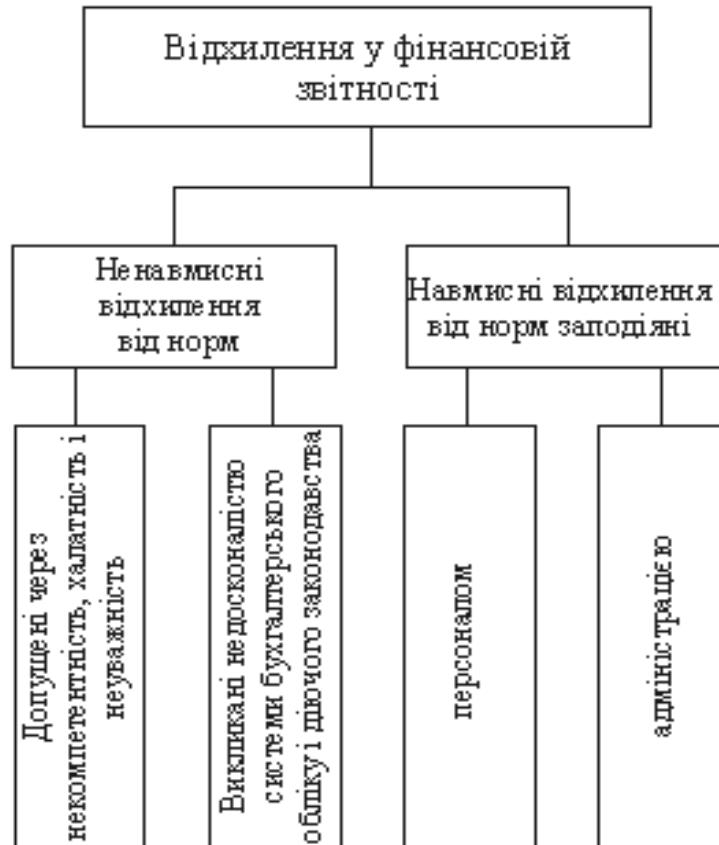 Відхилення у фінансовій
звітності
Ненавмисні
відхилення
від норм
Навмисні відхилення
від норм заподіяні
Допущені через
некомпетентність, халатність і
неуважність
Викликані недосконалістю
системи бухгалтерського
обліку і діючого законодавства
персоналом
адміністрацією